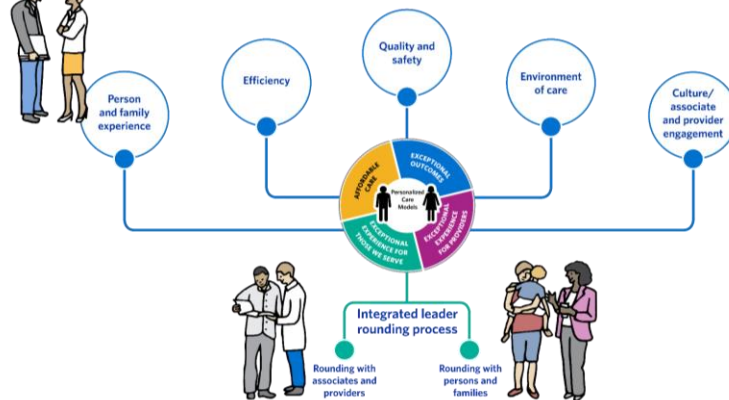 Quality and
safety
Efficiency
Environment
of care
Person
and family
experience
Culture/
associate
and provider
engagement
AFFORDABLE
CARE
EXCEPTIONAL
OUTCOMES
Personalized
Care
Models
EXCEPTIONAL
EXPERIENCE FOR
THOSE WE SERVE
EXCEPTIONAL
EXPERIENCE
FOR PROVIDERS
Integrated leader
rounding process
Rounding with
associates and
providers
Rounding with
persons and
families